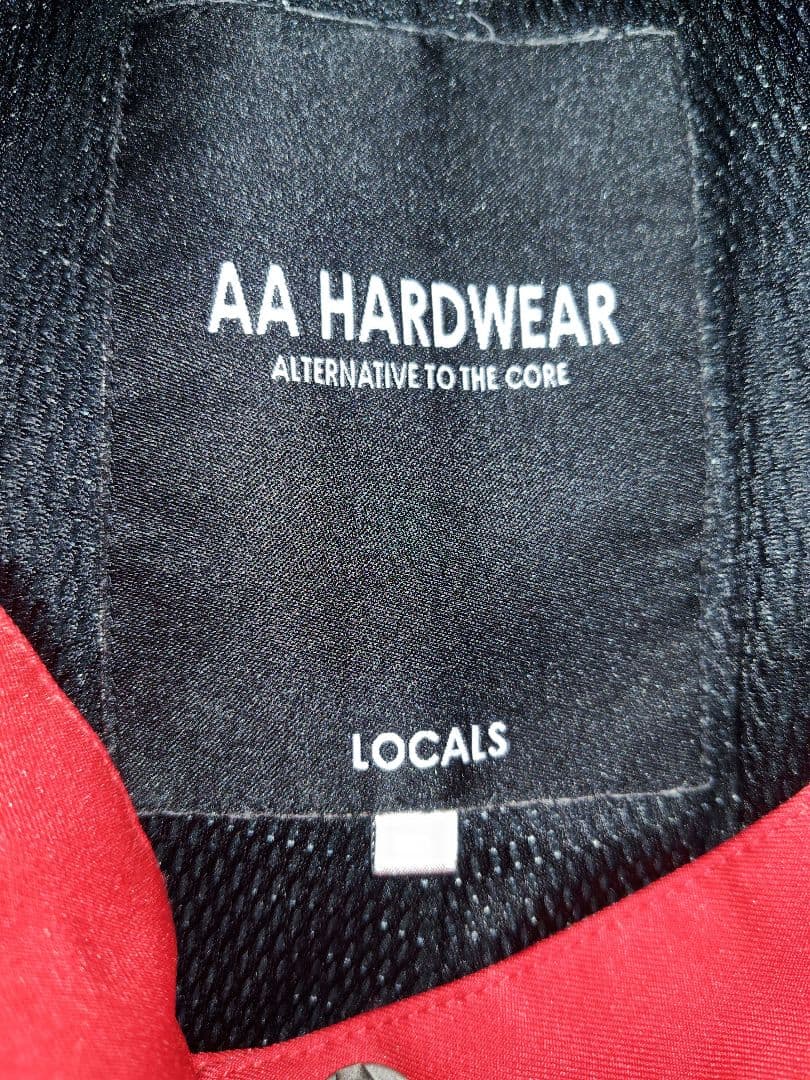 AA HARDWEAR
ALTERNATIVE TO THE CORE
LOCALS